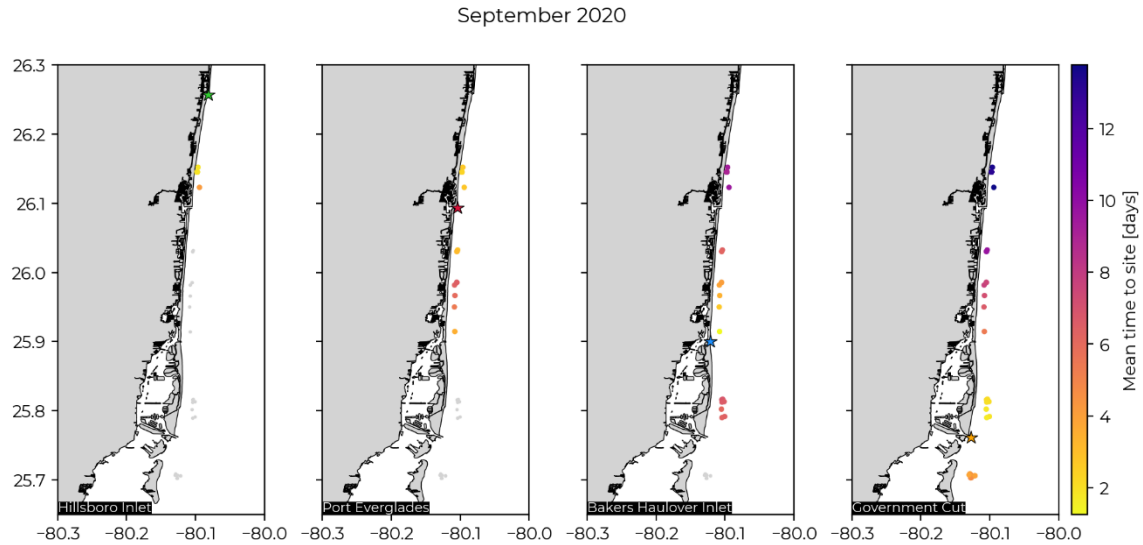 September 2020
26.3
26.2
26.1
26.0
25.9
25.8
25.7
Hillsboro Inlet
−80.3 −80.2 −80.1 −80.0
Port Everglades
−80.3 −80.2 −80.1 −80.0
Bakers Haulover Inlet
−80.3 −80.2 −80.1 −80.0
Government Cut
−80.3 −80.2 −80.1 −80.0
12
10
8
6
4
2
Mean time to site [days]